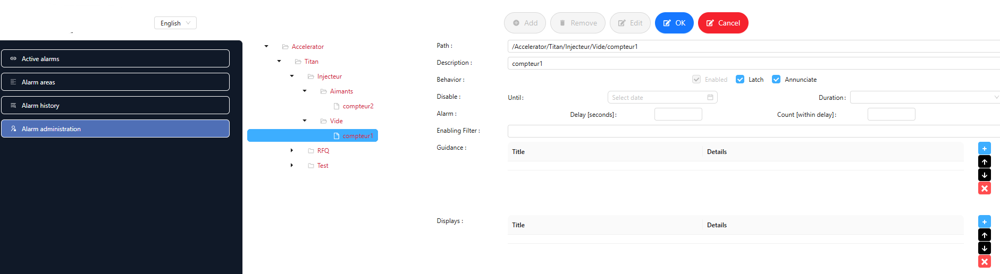 English
Add Remove Edit OK Cancel
Active alarms
Alarm areas
Alarm history
Alarm administration
Accelerator
Titan
Injecteur
Aimants
compteur2
Vide
compteur1
RFQ
Test
Path : /Accelerator/Titan/Injecteur/Vide/compteur1
Description : compteur1
Behavior : Enabled Latch Annunciate
Disable : Until : Select date Duration :
Alarm : Delay [seconds] : Count [within delay] :
Enabling Filter :
Guidance : Title Details
Displays : Title Details